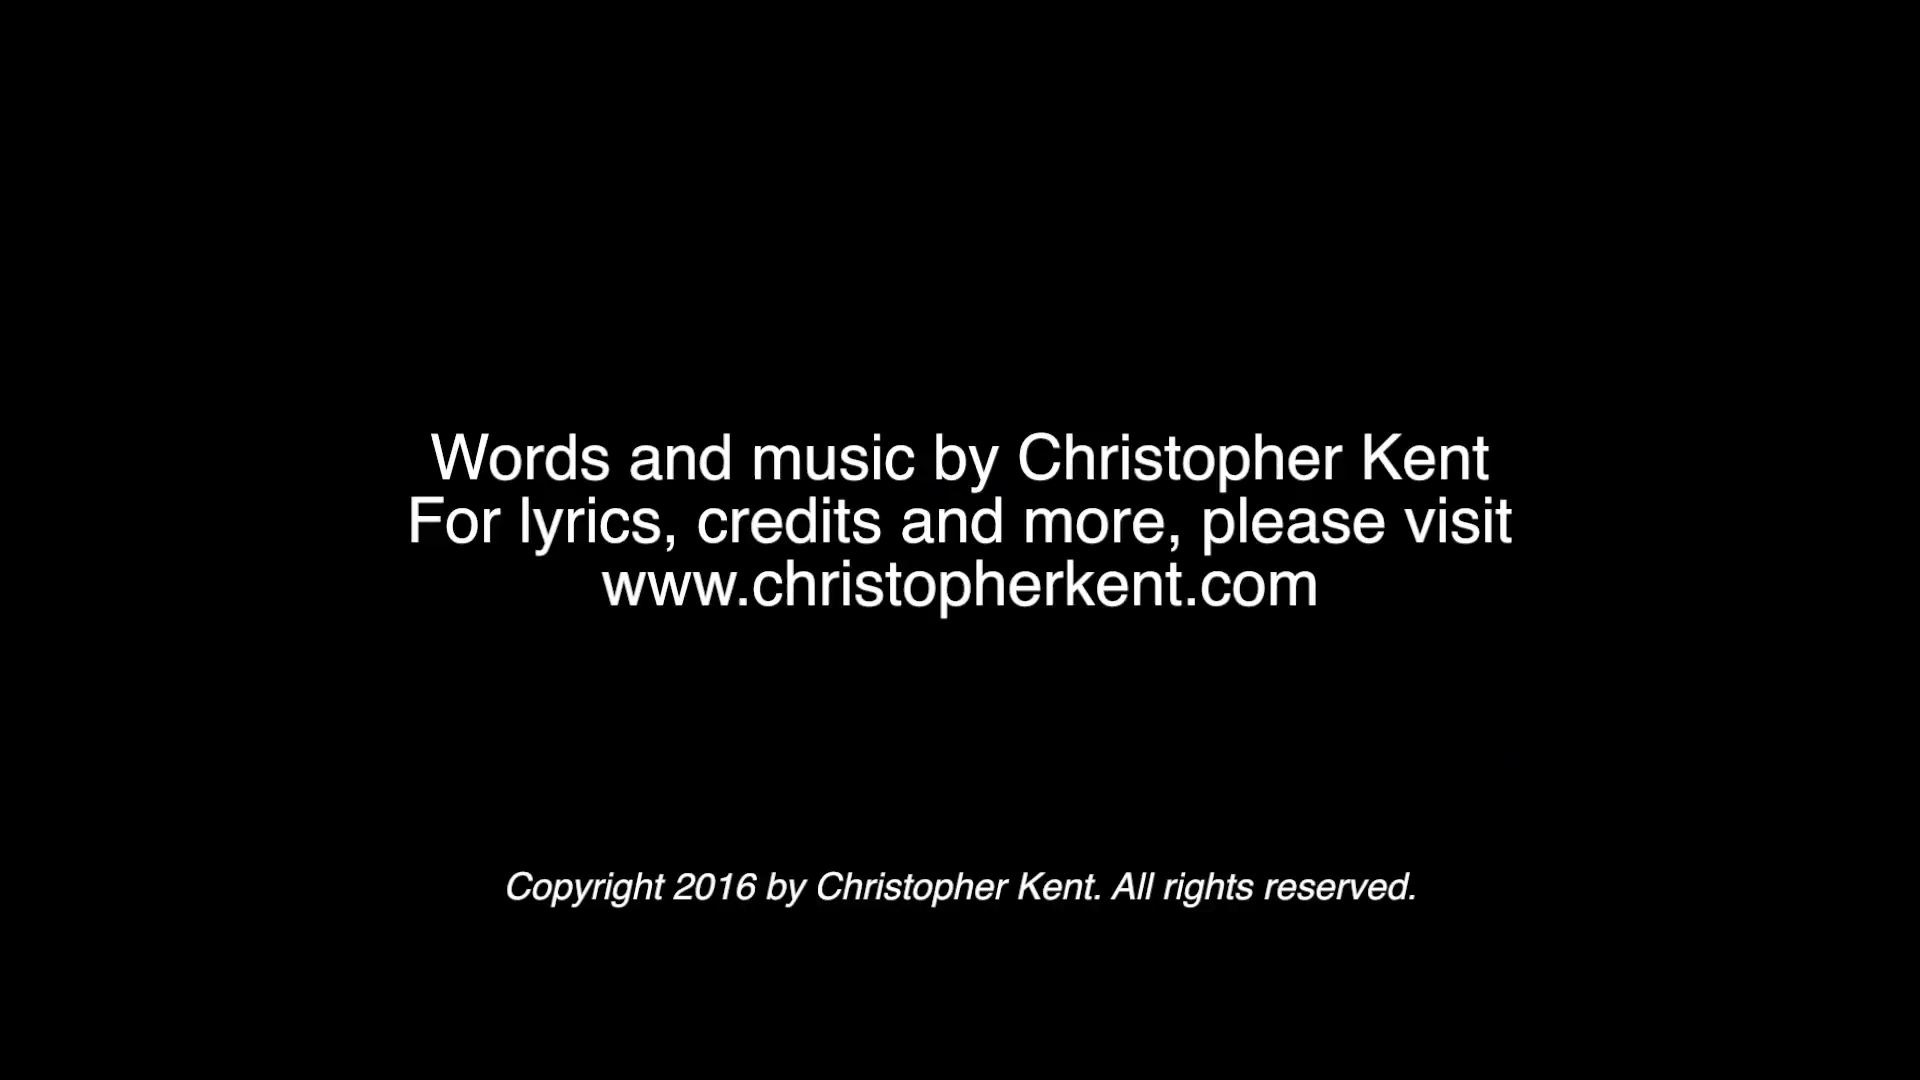 Words and music by Christopher Kent
For lyrics, credits and more, please visit
www.christopherkent.com
Copyright 2016 by Christopher Kent. All rights reserved.